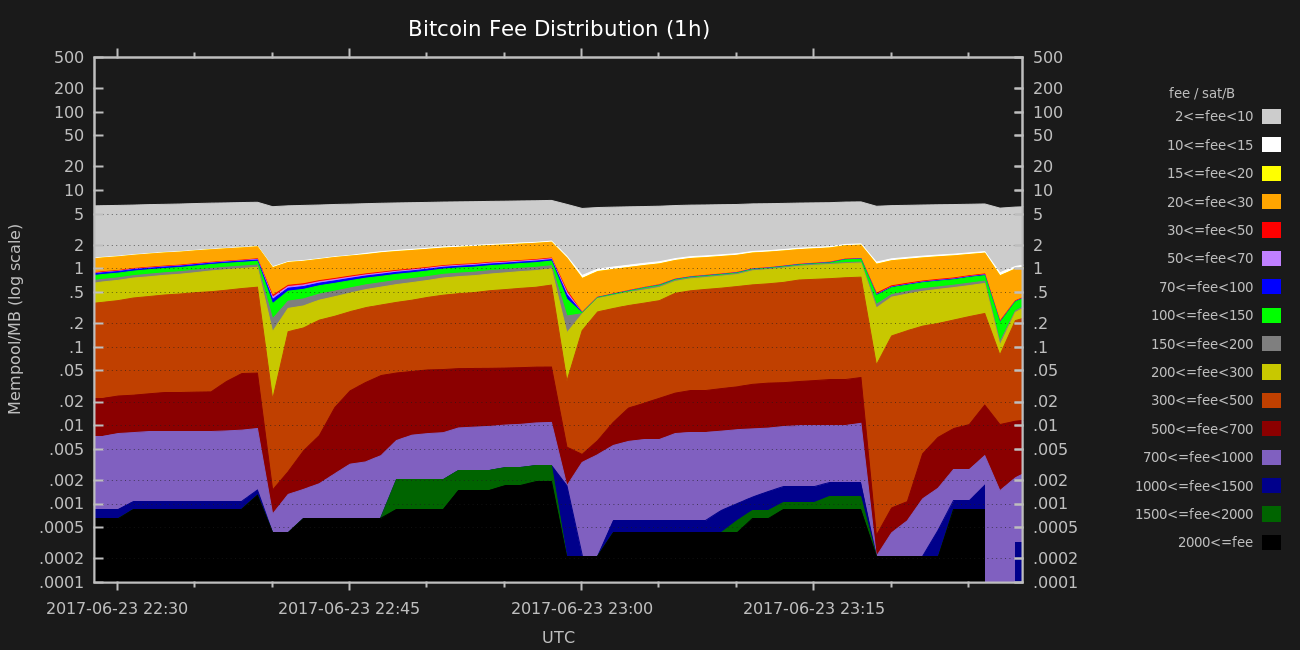 Bitcoin Fee Distribution (1h)
Mempool/MB (log scale)
500
200
100
50
20
10
5
2
1
.5
.2
.1
.05
.02
.01
.005
.002
.001
.0005
.0002
.0001
500
200
100
50
20
10
5
2
1
.5
.2
.1
.05
.02
.01
.005
.002
.001
.0005
.0002
.0001
2017-06-23 22:30
2017-06-23 22:45
2017-06-23 23:00
2017-06-23 23:15
UTC
fee / sat/B
2<=fee<10
10<=fee<15
15<=fee<20
20<=fee<30
30<=fee<50
50<=fee<70
70<=fee<100
100<=fee<150
150<=fee<200
200<=fee<300
300<=fee<500
500<=fee<700
700<=fee<1000
1000<=fee<1500
1500<=fee<2000
2000<=fee